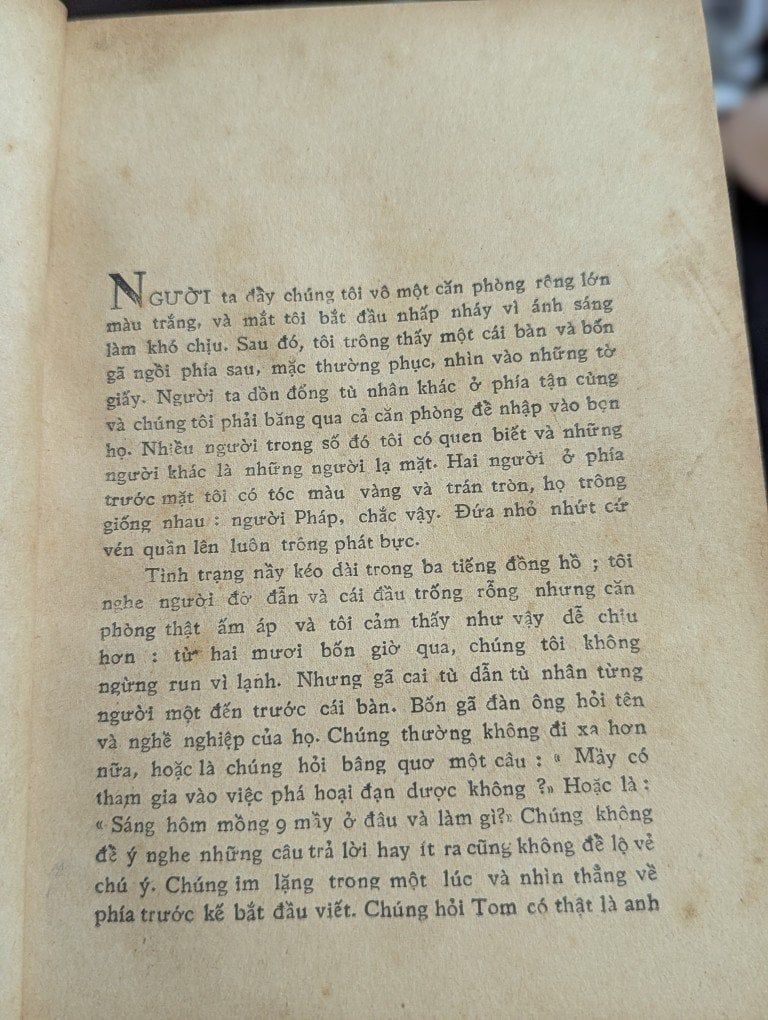 NGƯỜI ta đẩy chúng tôi vô một căn phòng rộng lớn
màu trắng, và mắt tôi bắt đầu nhấp nháy vì ánh sáng
làm khó chịu. Sau đó, tôi trông thấy một cái bàn và bốn
gã ngồi phía sau, mặc thường phục, nhìn vào những tờ
giấy. Người ta dồn đống tù nhân khác ở phía tận cùng
và chúng tôi phải băng qua cả căn phòng để nhập vào bọn
họ. Nhiều người trong số đó tôi có quen biết và những
người khác là những người lạ mặt. Hai người ở phía
trước mặt tôi có tóc màu vàng và trán tròn, họ trông
giống nhau : người Pháp, chắc vậy. Đứa nhỏ nhứt cứ
vén quần lên luôn trông phát bực.
Tình trạng nầy kéo dài trong ba tiếng đồng hồ ; tôi
nghe người đờ đẫn và cái đầu trống rỗng nhưng căn
phòng thật ấm áp và tôi cảm thấy như vậy dễ chịu
hơn : từ hai mươi bốn giờ qua, chúng tôi không
ngừng run vì lạnh. Nhưng gã cai tù dẫn tù nhân từng
người một đến trước cái bàn. Bốn gã đàn ông hỏi tên
và nghề nghiệp của họ. Chúng thường không đi xa hơn
nữa, hoặc là chúng hỏi bâng quơ một câu : « Mầy có
tham gia vào việc phá hoại đạn dược không ?» Hoặc là :
« Sáng hôm mồng 9 mầy ở đâu và làm gì?» Chúng không
để ý nghe những câu trả lời hay ít ra cũng không để lộ vẻ
chú ý. Chúng im lặng trong một lúc và nhìn thẳng về
phía trước kế bắt đầu viết. Chúng hỏi Tom có thật là anh